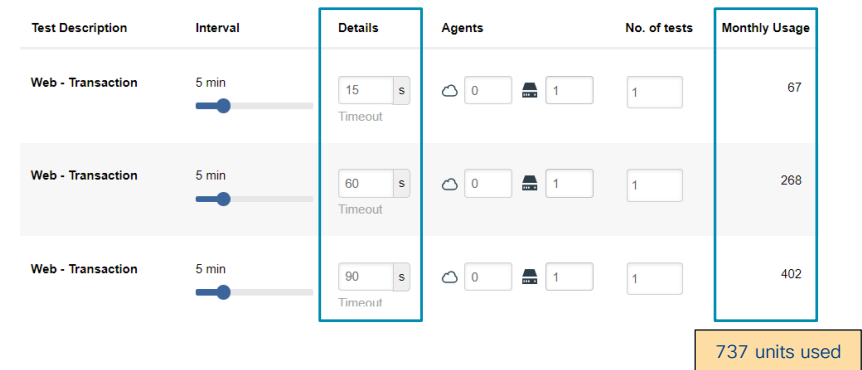 Test Description Interval Details Agents No. of tests Monthly Usage
Web - Transaction 5 min 15 s 0 1 1 67
Timeout
Web - Transaction 5 min 60 s 0 1 1 268
Timeout
Web - Transaction 5 min 90 s 0 1 1 402
Timeout
737 units used